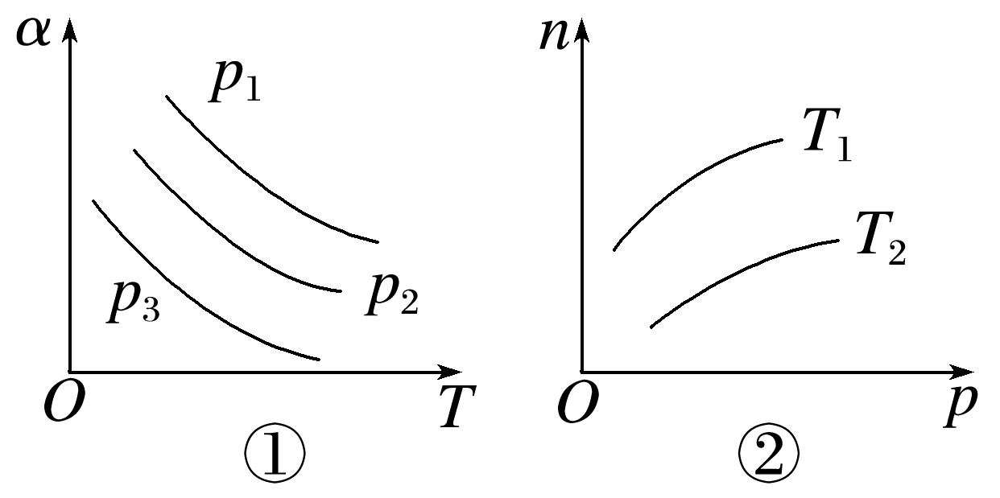 α
p₁
p₂
p₃
O
T
①
n
T₁
T₂
O
p
②